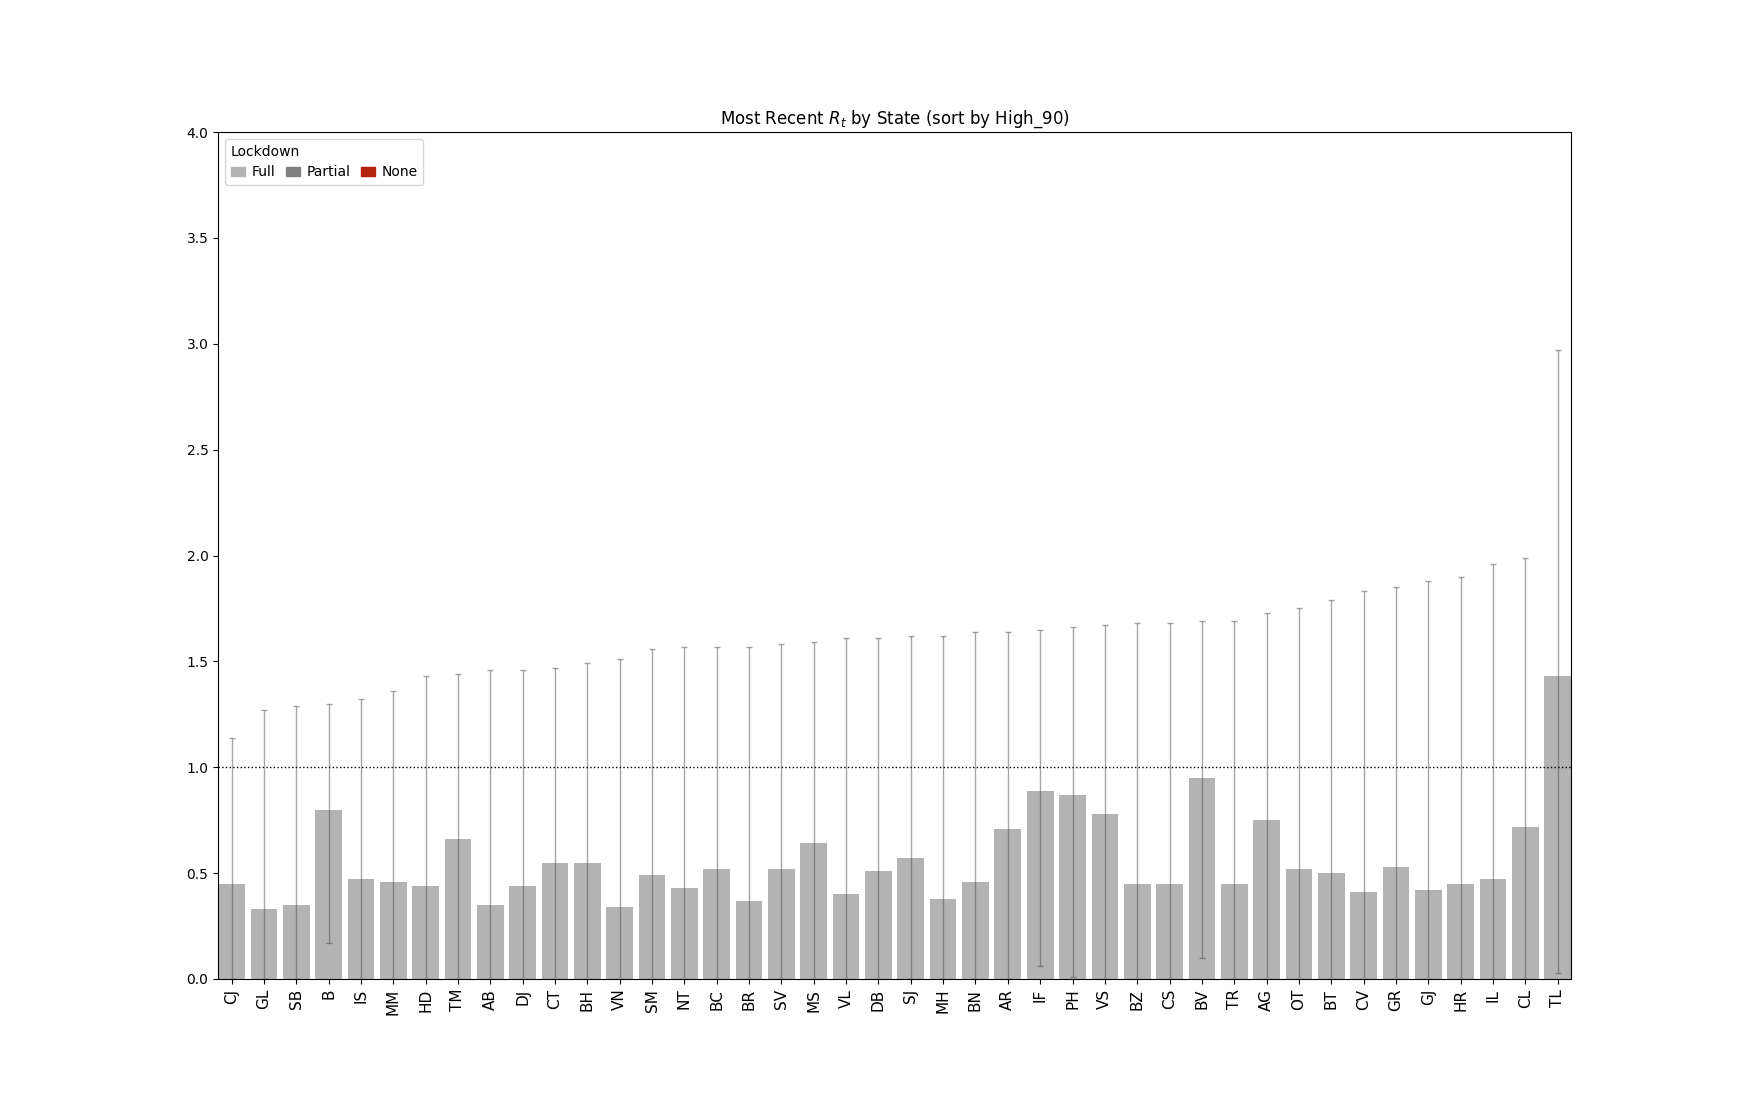 Most Recent R_t by State (sort by High_90)
4.0
Lockdown
Full Partial None
3.5
3.0
2.5
2.0
1.5
1.0
0.5
0.0
CJ GL SB B IS MM HD TM AB DJ CT BH VN SM NT BC BR SV MS VL DB SJ MH BN AR IF PH VS BZ CS BV TR AG OT BT CV GR GJ HR IL CL TL